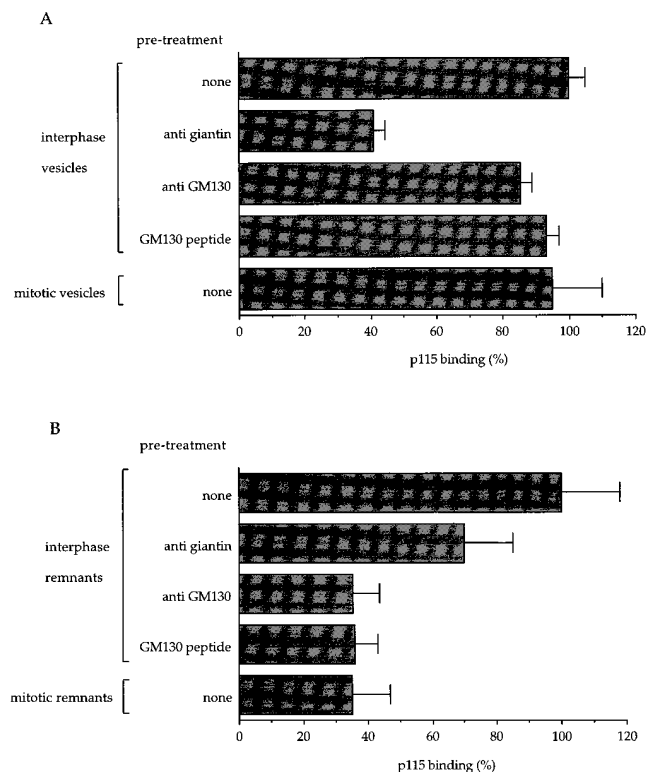 A
pre-treatment
none
interphase
vesicles
anti giantin
anti GM130
GM130 peptide
mitotic vesicles
none
0 20 40 60 80 100 120
p115 binding (%)
B
pre-treatment
none
interphase
remnants
anti giantin
anti GM130
GM130 peptide
mitotic remnants
none
0 20 40 60 80 100 120
p115 binding (%)